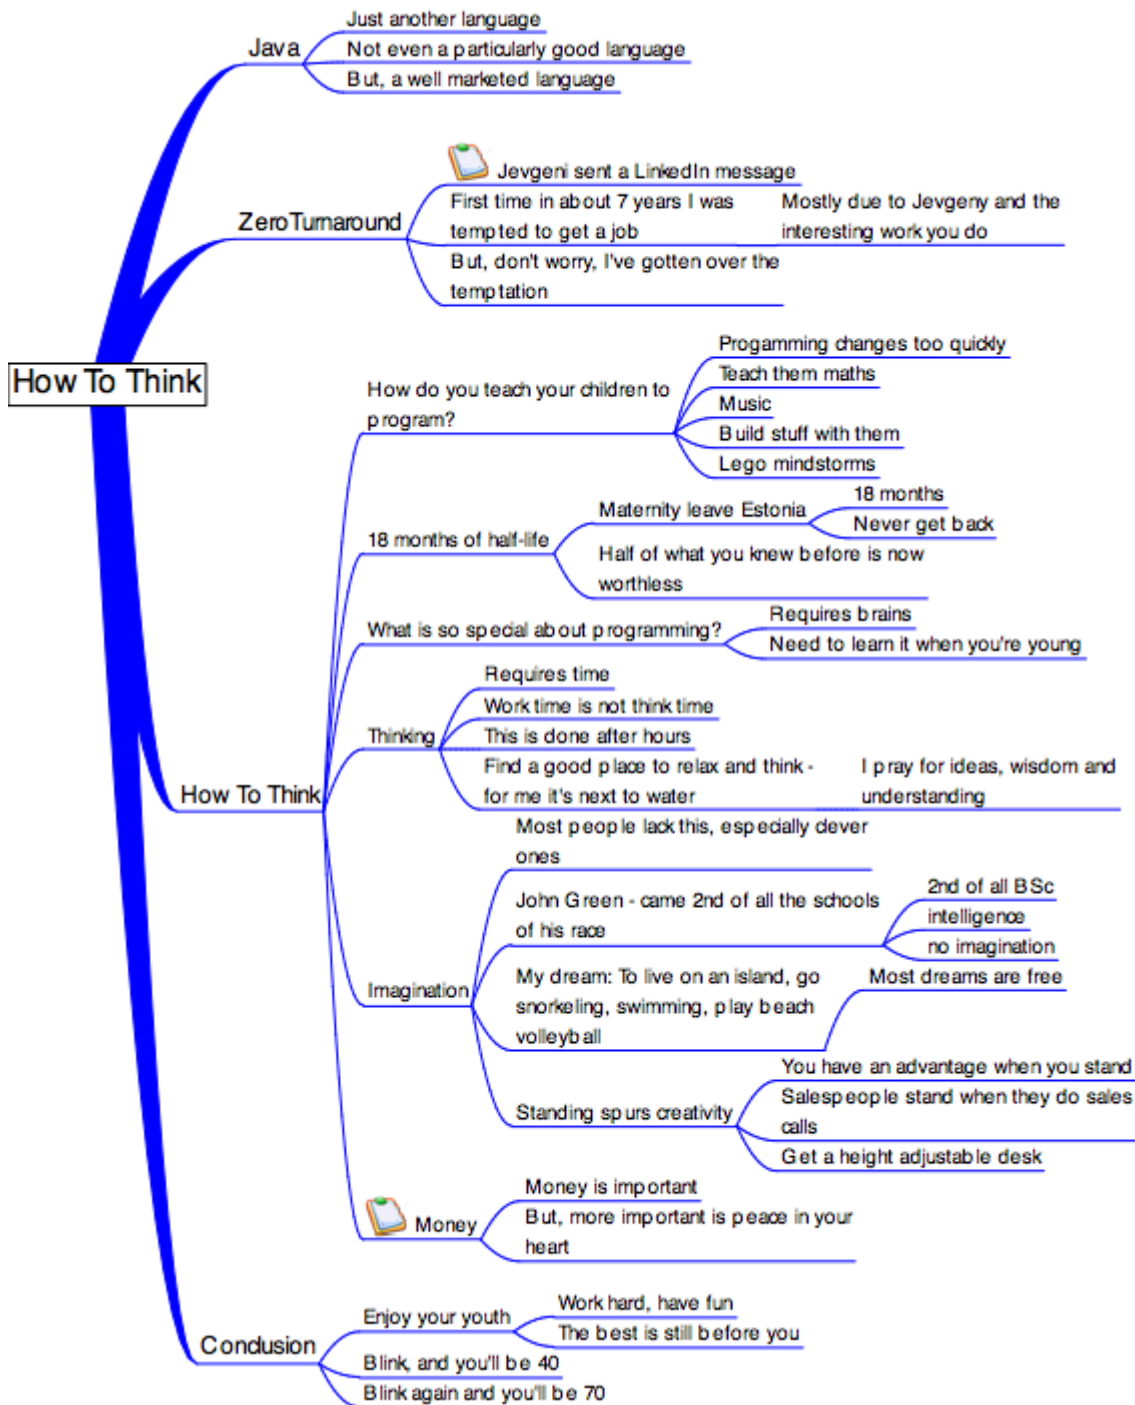 Just another language
Java
Not even a particularly good language
But, a well marketed language
Jevgeni sent a LinkedIn message
ZeroTurnaround
First time in about 7 years I was
tempted to get a job
Mostly due to Jevgeny and the
interesting work you do
But, don't worry, I've gotten over the
temptation
How To Think
How To Think
How do you teach your children to
program?
Progamming changes too quickly
Teach them maths
Music
Build stuff with them
Lego mindstorms
18 months of half-life
Maternity leave Estonia
18 months
Never get back
Half of what you knew before is now
worthless
What is so special about programming?
Requires brains
Need to learn it when you're young
Thinking
Requires time
Work time is not think time
This is done after hours
Find a good place to relax and think -
for me it's next to water
I pray for ideas, wisdom and
understanding
Imagination
Most people lack this, especially clever
ones
John Green - came 2nd of all the schools
of his race
2nd of all BSc
intelligence
no imagination
My dream: To live on an island, go
snorkeling, swimming, play beach
volleyball
Most dreams are free
Standing spurs creativity
You have an advantage when you stand
Salespeople stand when they do sales
calls
Get a height adjustable desk
Money
Money is important
But, more important is peace in your
heart
Conclusion
Enjoy your youth
Work hard, have fun
The best is still before you
Blink, and you'll be 40
Blink again and you'll be 70